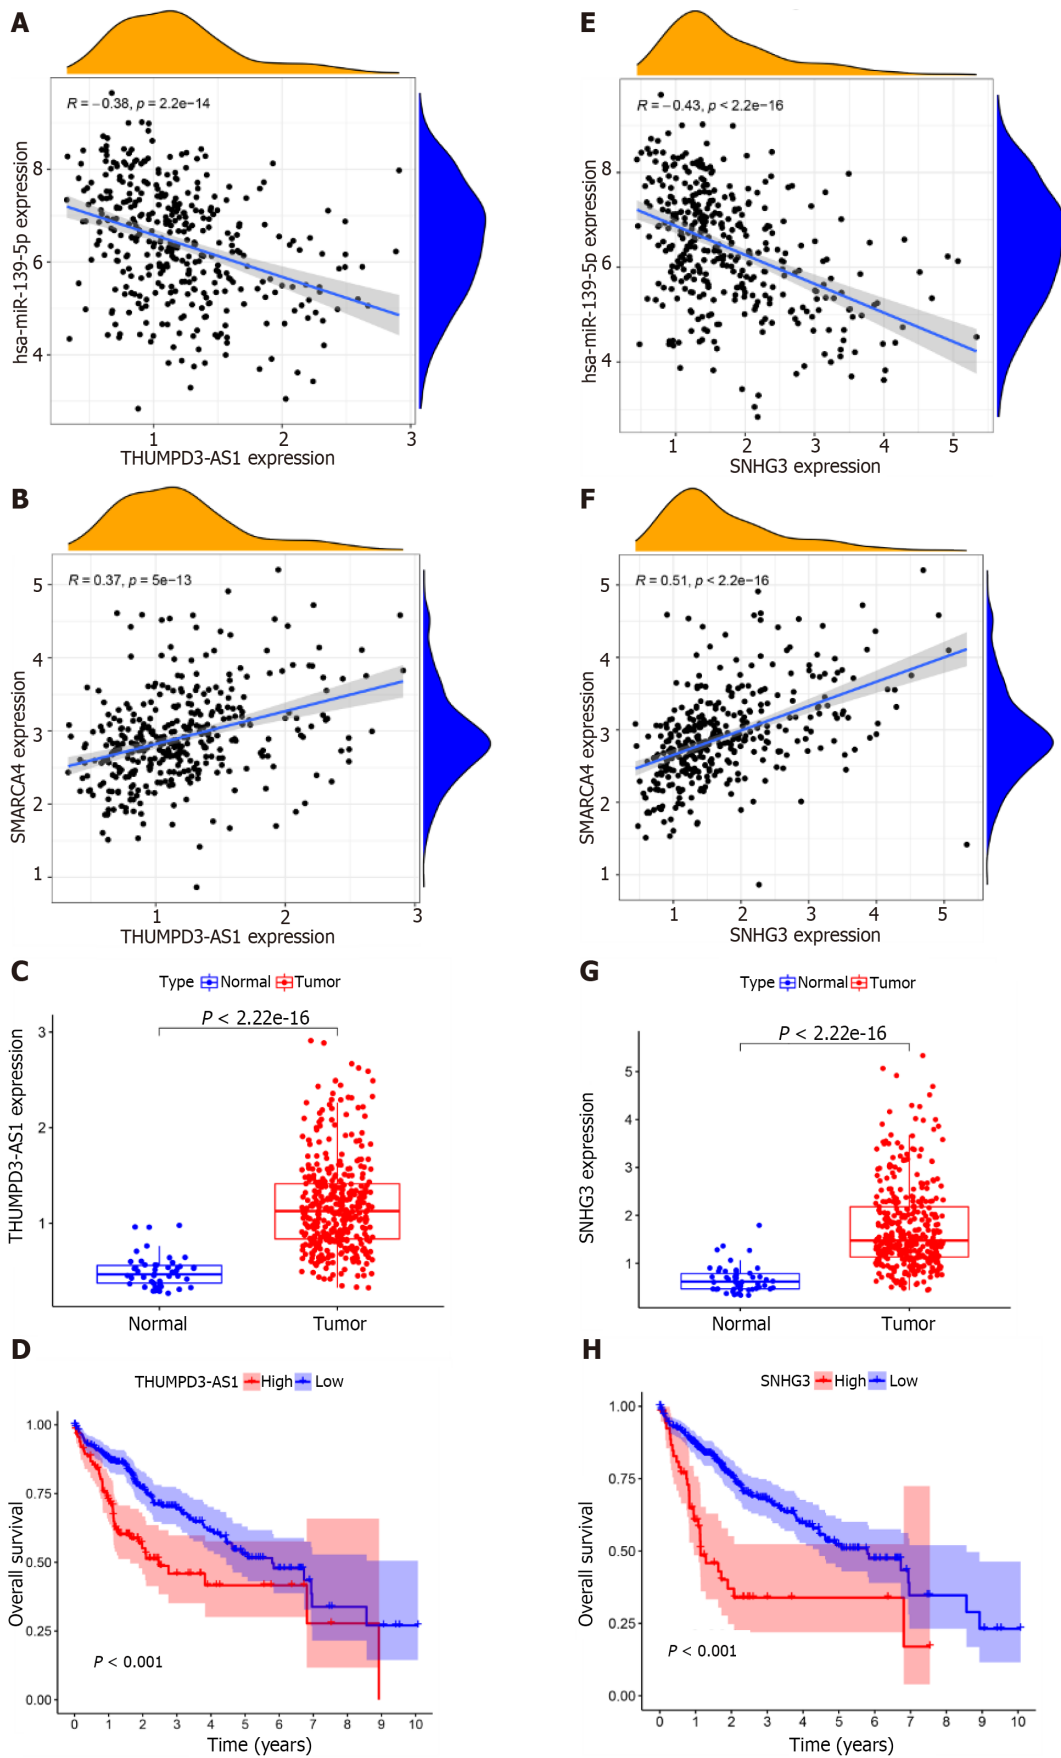 A
R = −0.38, p = 2.2e−14
hsa-miR-139-5p expression
8
6
4
1 2 3
THUMPD3-AS1 expression
E
R = −0.43, p < 2.2e−16
hsa-miR-139-5p expression
8
6
4
1 2 3 4 5
SNHG3 expression
B
R = 0.37, p = 5e−13
SMARCA4 expression
5
4
3
2
1
1 2 3
THUMPD3-AS1 expression
F
R = 0.51, p < 2.2e−16
SMARCA4 expression
5
4
3
2
1
1 2 3 4 5
SNHG3 expression
C
Type Normal Tumor
P < 2.22e-16
THUMPD3-AS1 expression
3
2
1
Normal Tumor
G
Type Normal Tumor
P < 2.22e-16
SNHG3 expression
5
4
3
2
1
Normal Tumor
D
THUMPD3-AS1 High Low
Overall survival
1.00
0.75
0.50
0.25
0.00
P < 0.001
0 1 2 3 4 5 6 7 8 9 10
Time (years)
H
SNHG3 High Low
Overall survival
1.00
0.75
0.50
0.25
0.00
P < 0.001
0 1 2 3 4 5 6 7 8 9 10
Time (years)